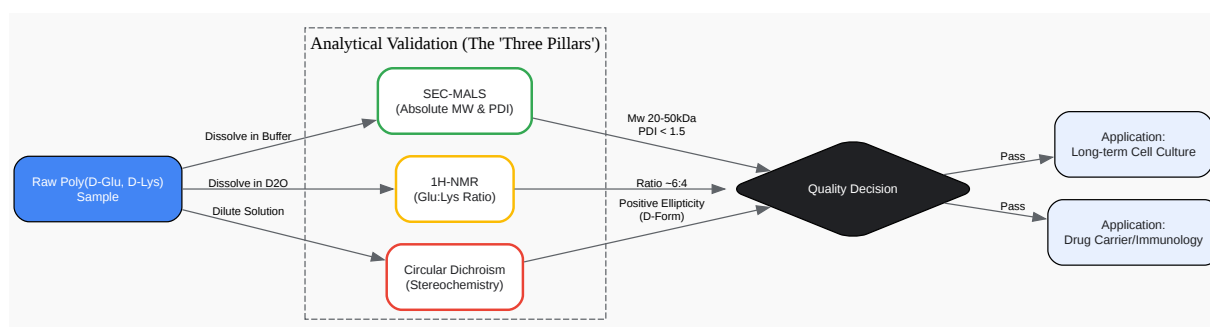 Analytical Validation (The 'Three Pillars')
Raw Poly(D-Glu, D-Lys)
Sample
Dissolve in Buffer
Dissolve in D2O
Dilute Solution
SEC-MALS
(Absolute MW & PDI)
1H-NMR
(Glu:Lys Ratio)
Circular Dichroism
(Stereochemistry)
Mw 20-50kDa
PDI < 1.5
Ratio ~6:4
Positive Ellipticity
(D-Form)
Quality Decision
Pass
Pass
Application:
Long-term Cell Culture
Application:
Drug Carrier/Immunology